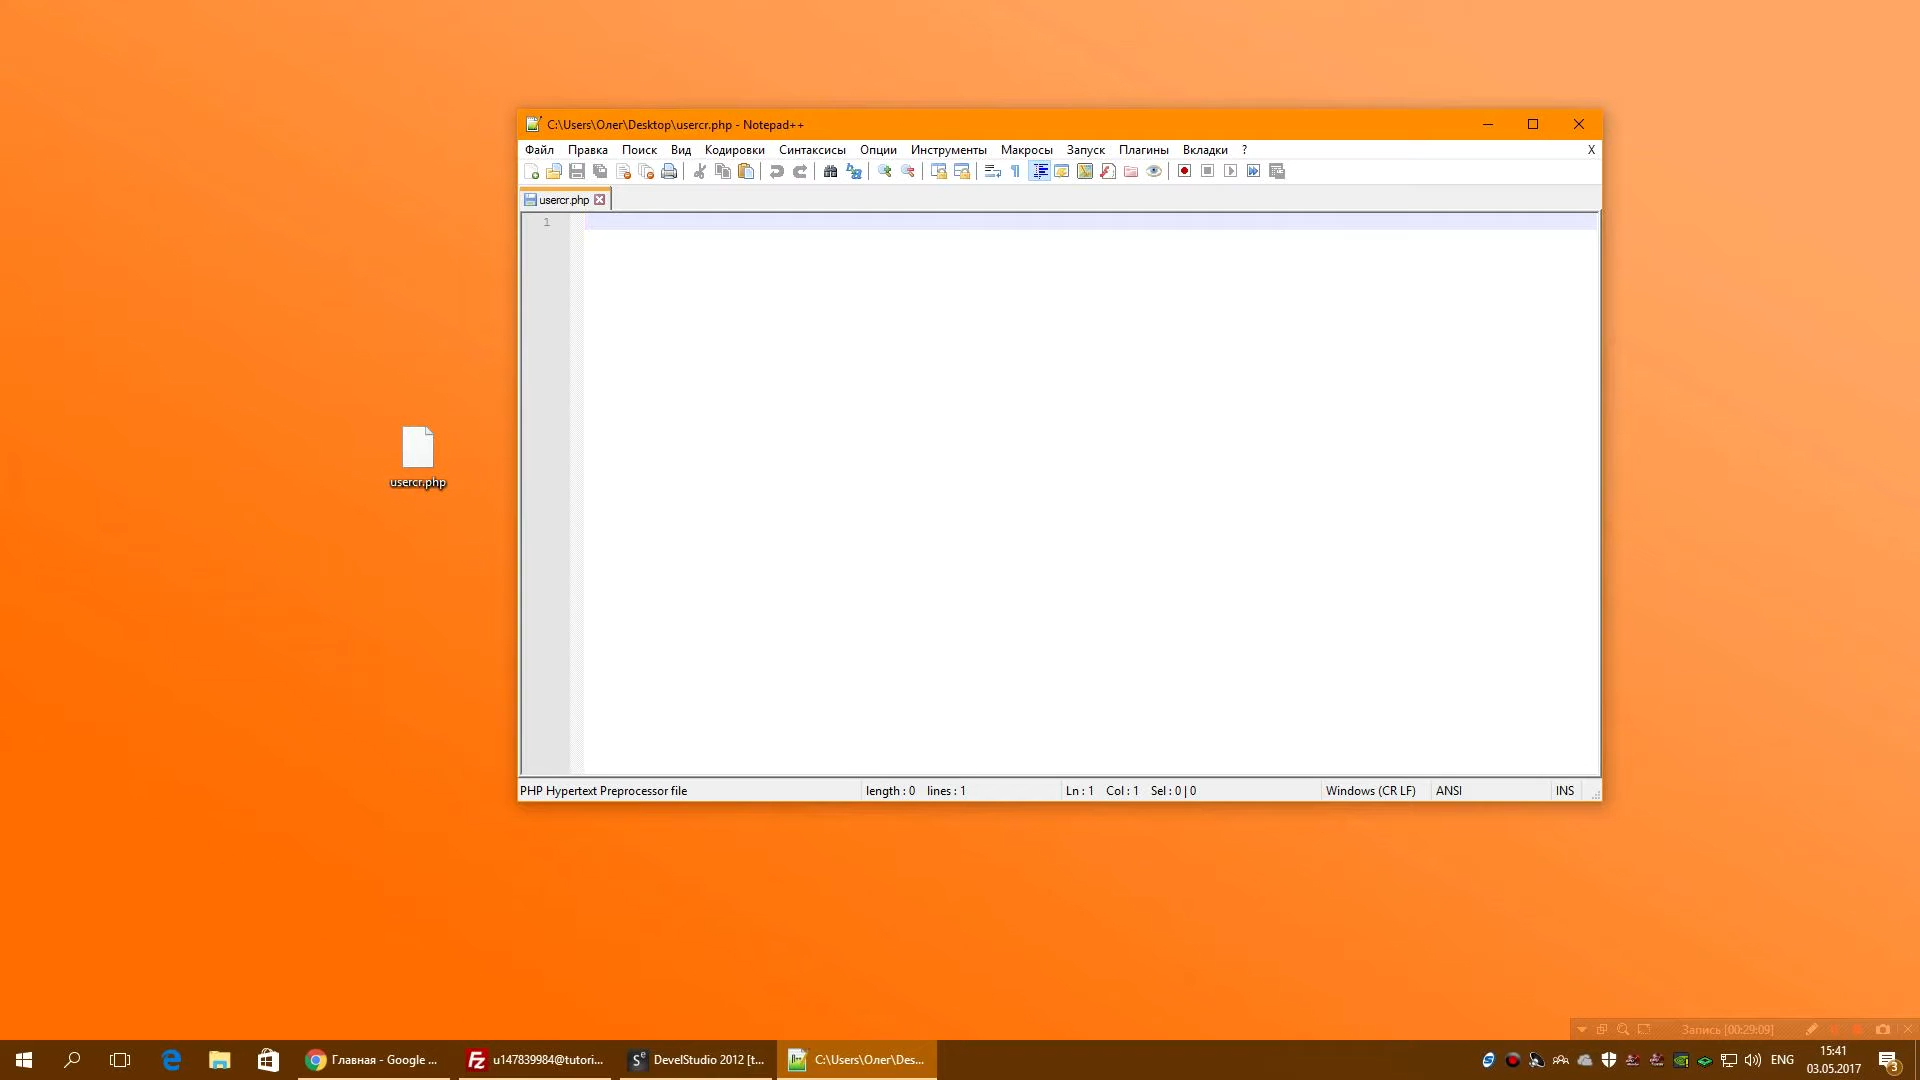 C:\Users\Олег\Desktop\usercr.php - Notepad++
Файл Правка Поиск Вид Кодировки Синтаксисы Опции Инструменты Макросы Запуск Плагины Вкладки ? X
usercr.php
1
usercr.php
PHP Hypertext Preprocessor file length : 0 lines : 1 Ln : 1 Col : 1 Sel : 0 | 0 Windows (CR LF) ANSI INS
Запись [00:29:09]
Главная - Google ... u147839984@tutori... DevelStudio 2012 [t... C:\Users\Олег\Des... ENG 15:41
03.05.2017 3